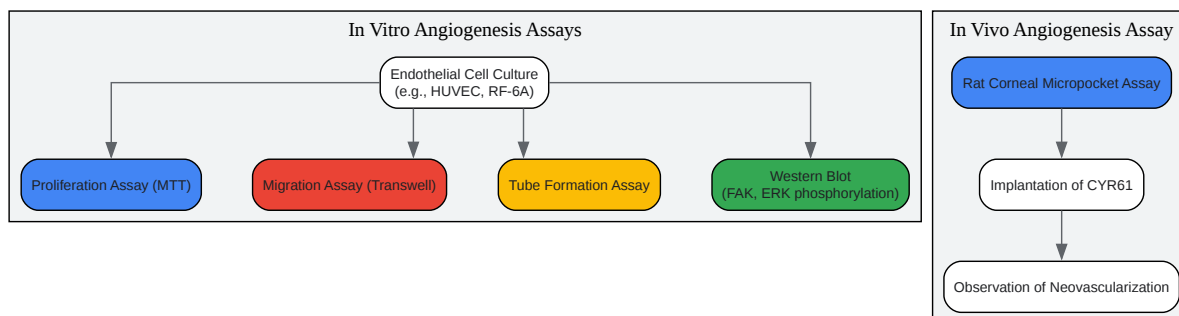 In Vitro Angiogenesis Assays
Endothelial Cell Culture
(e.g., HUVEC, RF-6A)
Proliferation Assay (MTT)
Migration Assay (Transwell)
Tube Formation Assay
Western Blot
(FAK, ERK phosphorylation)
In Vivo Angiogenesis Assay
Rat Corneal Micropocket Assay
Implantation of CYR61
Observation of Neovascularization